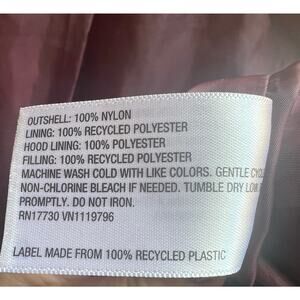 OUTSHELL: 100% NYLON
LINING: 100% RECYCLED POLYESTER
HOOD LINING: 100% RECYCLED POLYESTER
FILLING: 100% RECYCLED POLYESTER
MACHINE WASH COLD WITH LIKE COLORS. GENTLE
NON-CHLORINE BLEACH IF NEEDED. TUMBLE DRY
PROMPTLY. DO NOT IRON.
RN17730 VN1119796
LABEL MADE FROM 100% RECYCLED PLASTIC